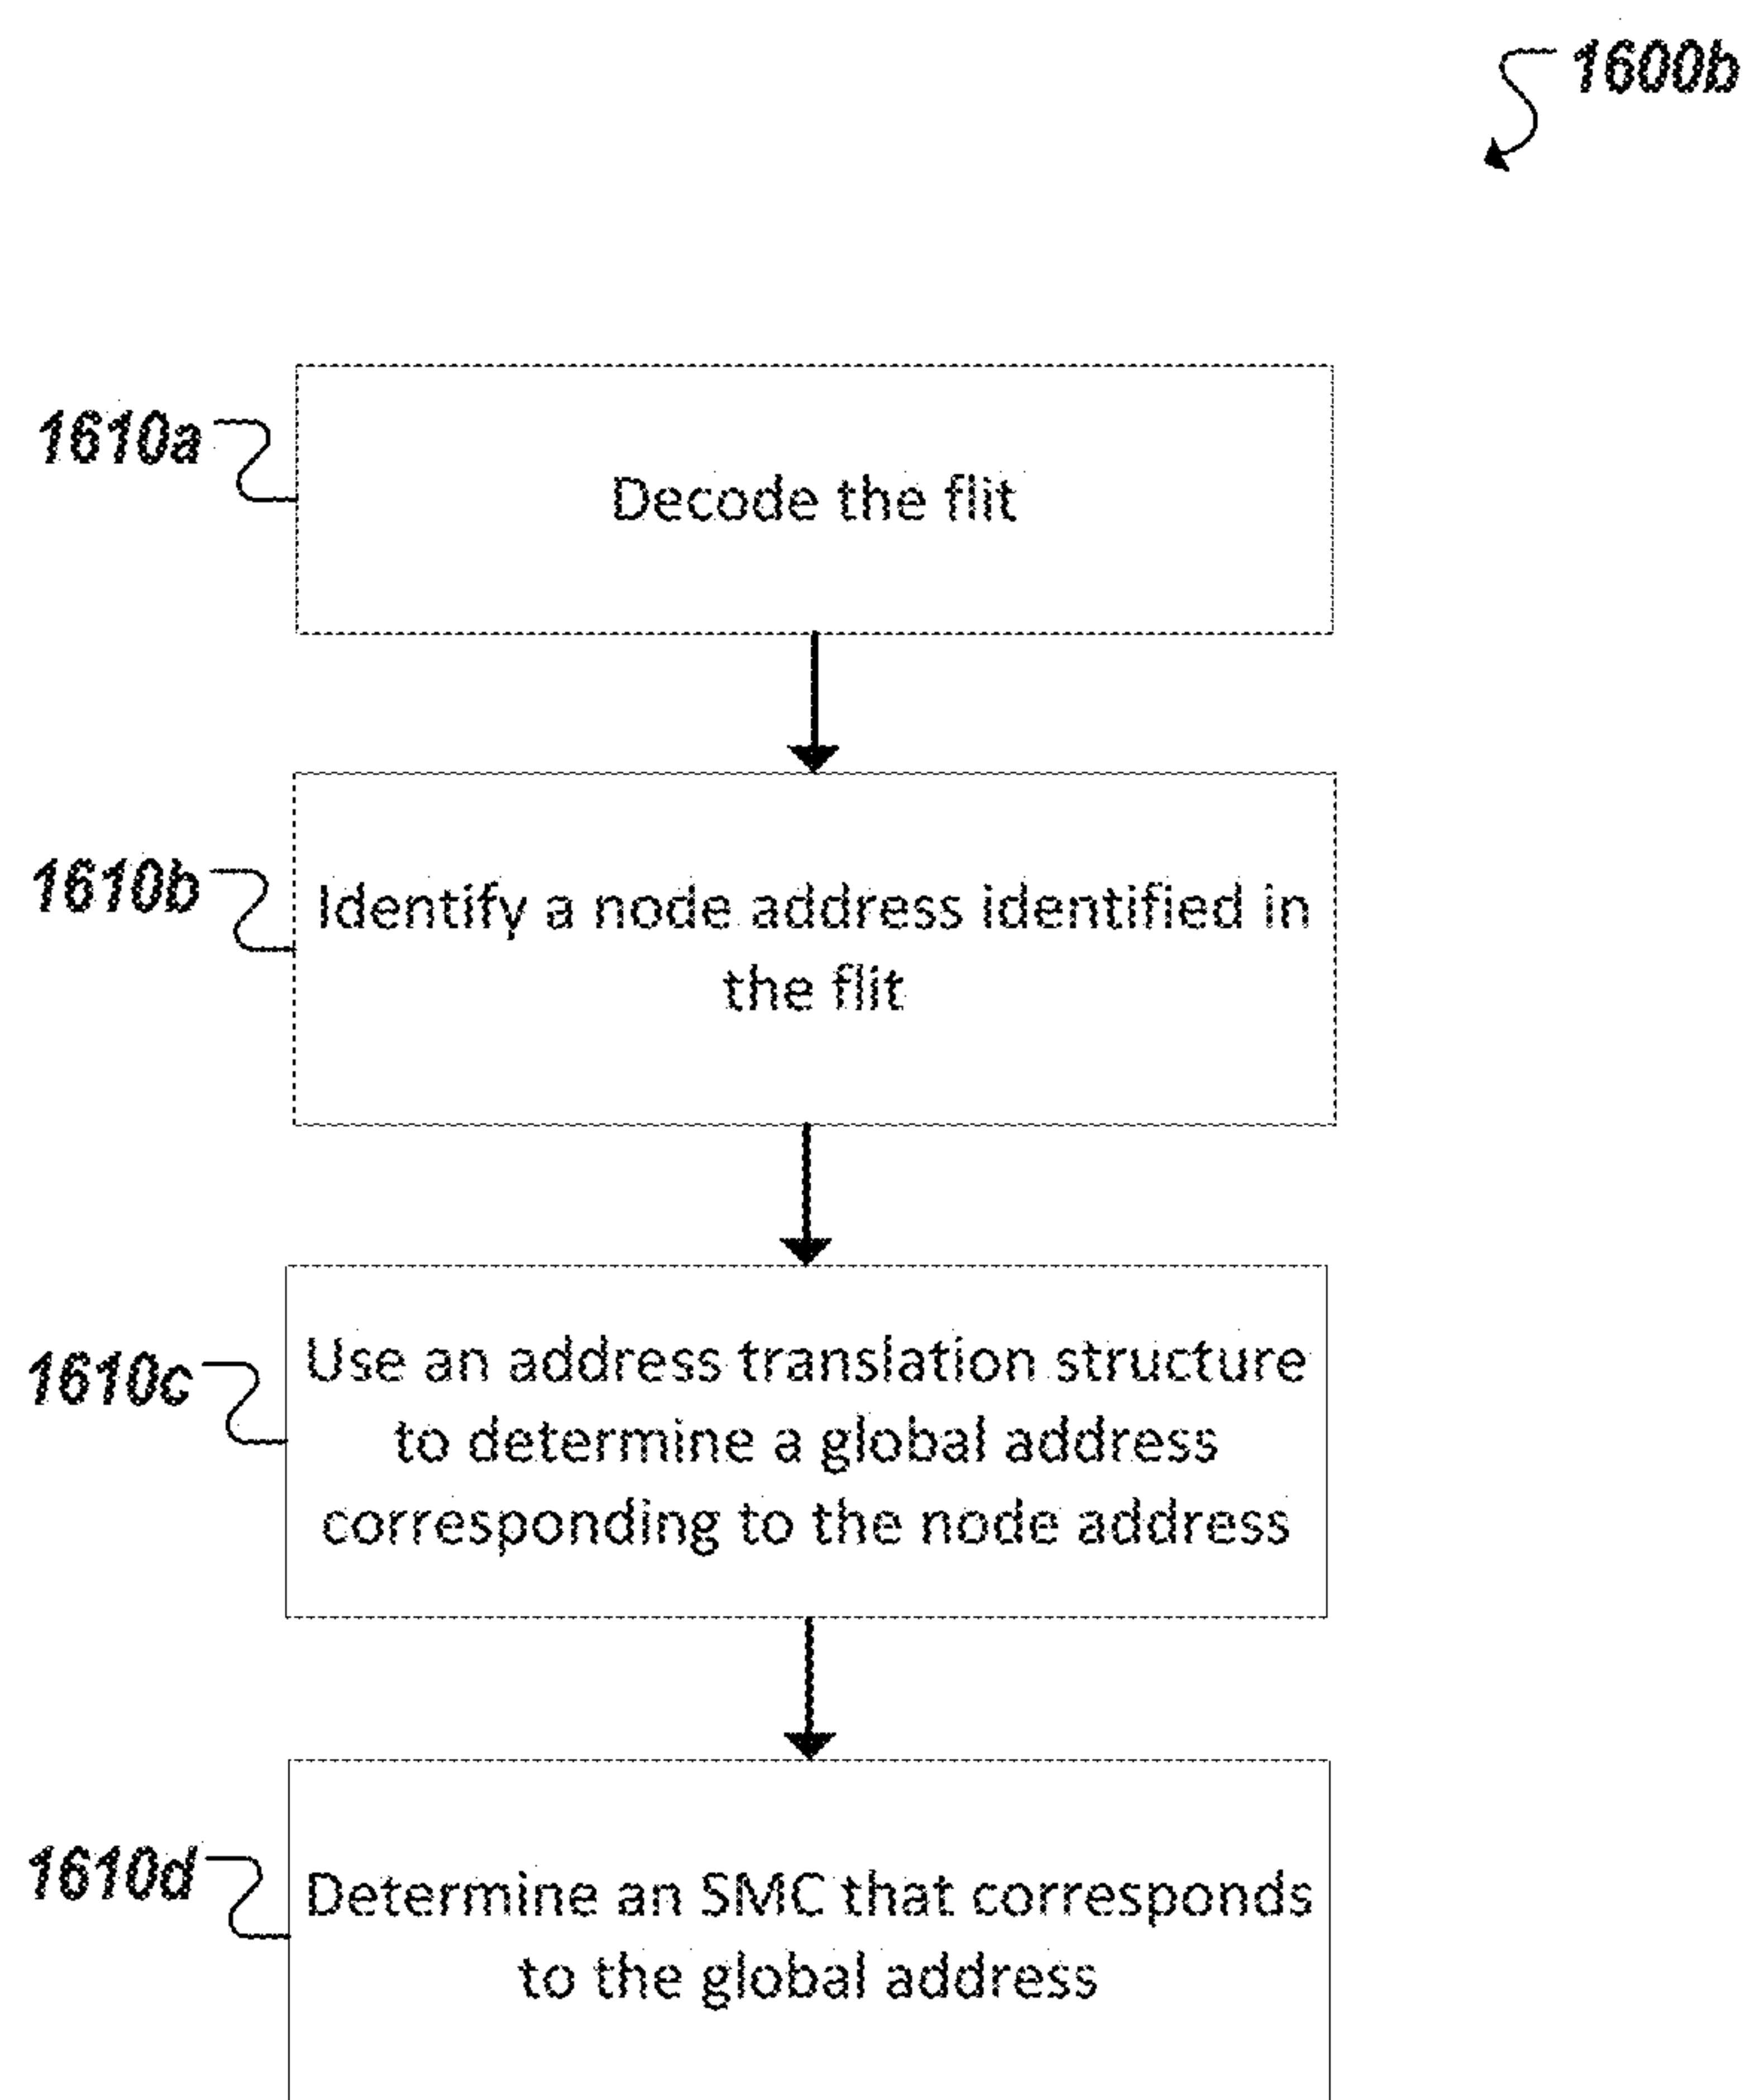 1600b
1610a
Decode the flit
1610b
Identify a node address identified in
the flit
1610c
Use an address translation structure
to determine a global address
corresponding to the node address
1610d
Determine an SMC that corresponds
to the global address